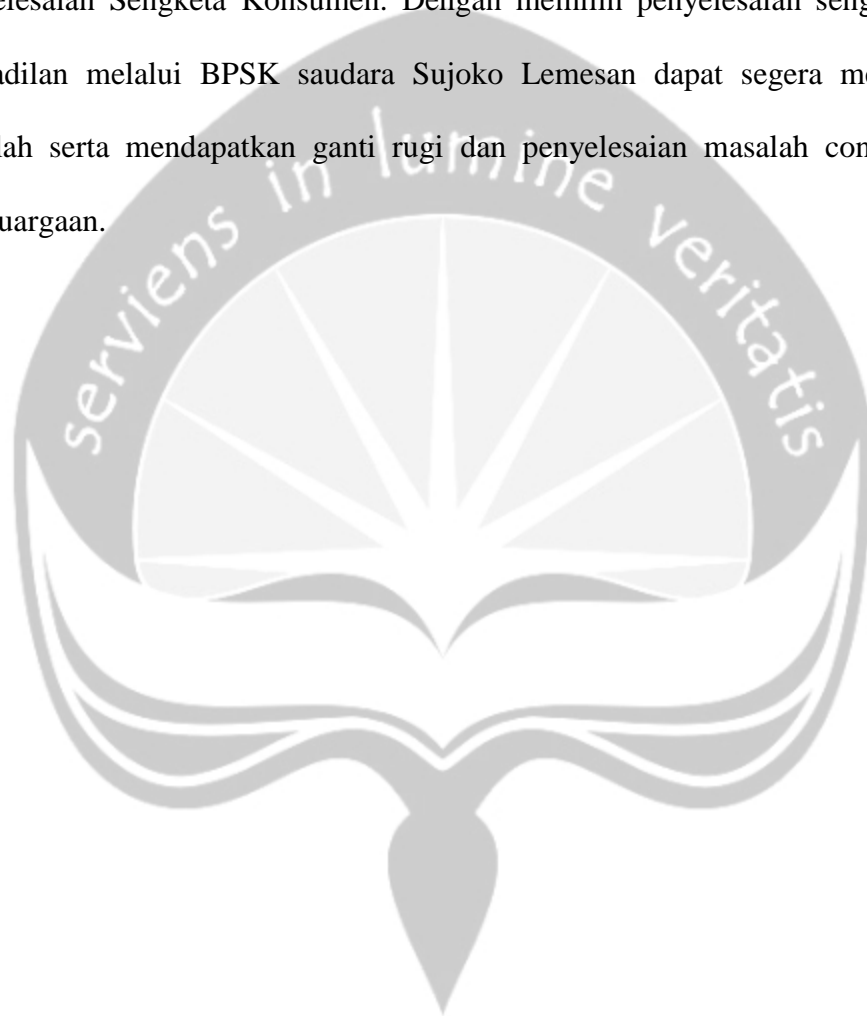 elesaian Sengketa Konsumen. Dengan memilih penyelesaian seng
adilan melalui BPSK saudara Sujoko Lemesan dapat segera me
lah serta mendapatkan ganti rugi dan penyelesaian masalah con
uargaan.
serviens in lumine veritatis